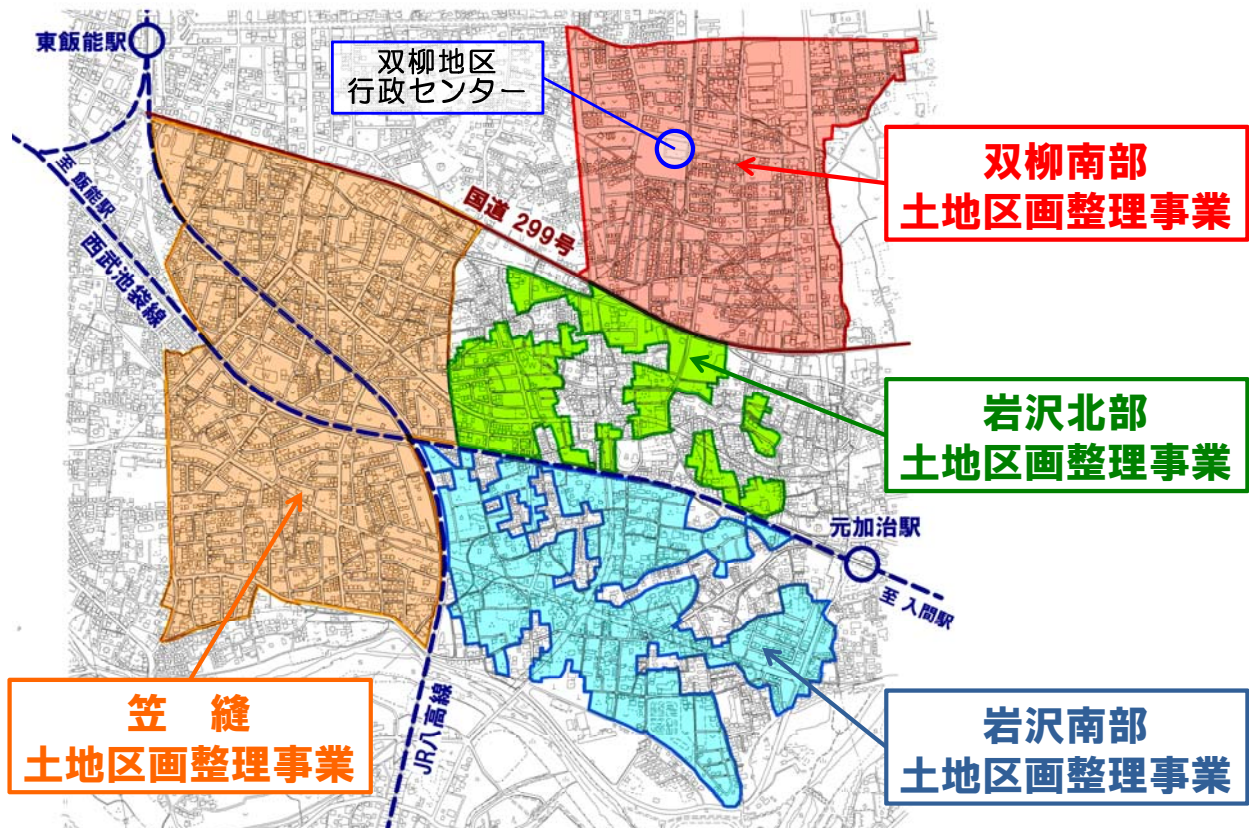 東飯能駅
双柳地区
行政センター
双柳南部
土地区画整理事業
至 飯能駅
国道 299号
西武池袋線
岩沢北部
土地区画整理事業
元加治駅
至 入間駅
笠 縫
土地区画整理事業
JR八高線
岩沢南部
土地区画整理事業